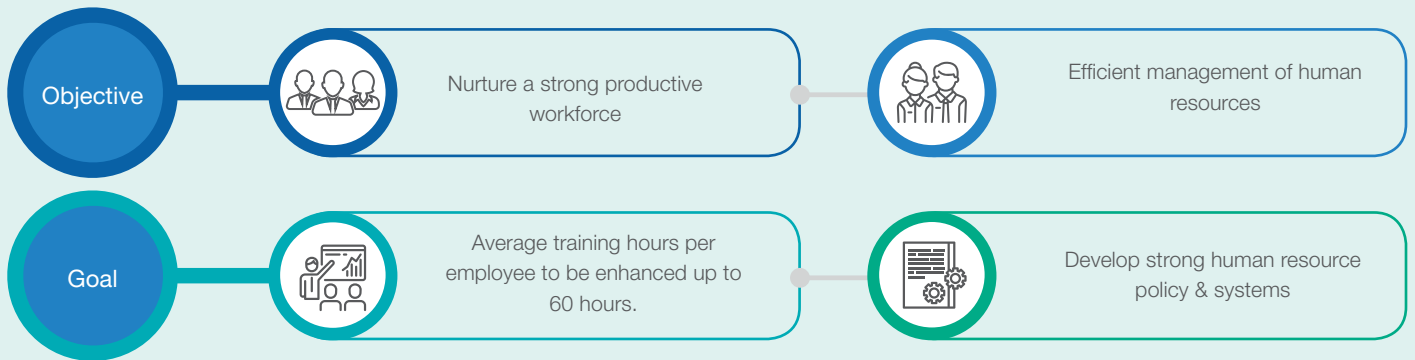 Objective
Nurture a strong productive
workforce
Efficient management of human
resources
Goal
Average training hours per
employee to be enhanced up to
60 hours.
Develop strong human resource
policy & systems